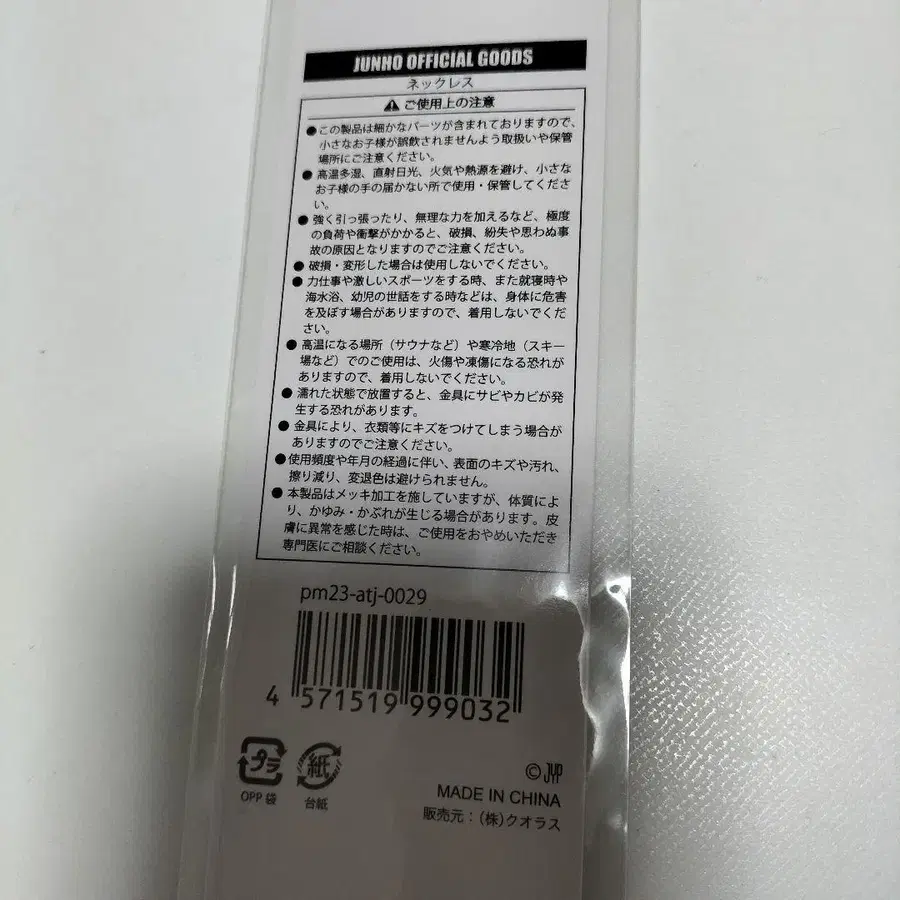 JUNHO OFFICIAL GOODS
ネックレス
⚠ ご使用上の注意
●この製品は細かなパーツが含まれておりますので、
小さなお子様が誤飲されませんよう取扱いや保管
場所にご注意ください。
●高温多湿、直射日光、火気や熱源を避け、小さな
お子様の手の届かない所で使用・保管してくださ
い。
●強く引っ張ったり、無理な力を加えるなど、極度
の負荷や衝撃がかかると、破損、紛失や思わぬ事
故の原因となりますのでご注意ください。
●破損・変形した場合は使用しないでください。
●力仕事や激しいスポーツをする時、また就寝時や
海水浴、幼児の世話をする時などは、身体に危害
を及ぼす場合がありますので、着用しないでくだ
さい。
●高温になる場所（サウナなど）や寒冷地（スキー
場など）でのご使用は、火傷や凍傷になる恐れが
ありますので、着用しないでください。
●濡れた状態で放置すると、金具にサビやカビが発
生する恐れがあります。
●金具により、衣類等にキズをつけてしまう場合が
ありますのでご注意ください。
●使用頻度や年月の経過に伴い、表面のキズや汚れ、
擦り減り、変退色は避けられません。
●本製品はメッキ加工を施していますが、体質によ
り、かゆみ・かぶれが生じる場合があります。皮
膚に異常を感じた時は、ご使用をおやめいただき
専門医にご相談ください。
pm23-atj-0029
4 571519 999032
プラ
OPP 袋
紙
台紙
© JYP
MADE IN CHINA
販売元：(株)クオラス